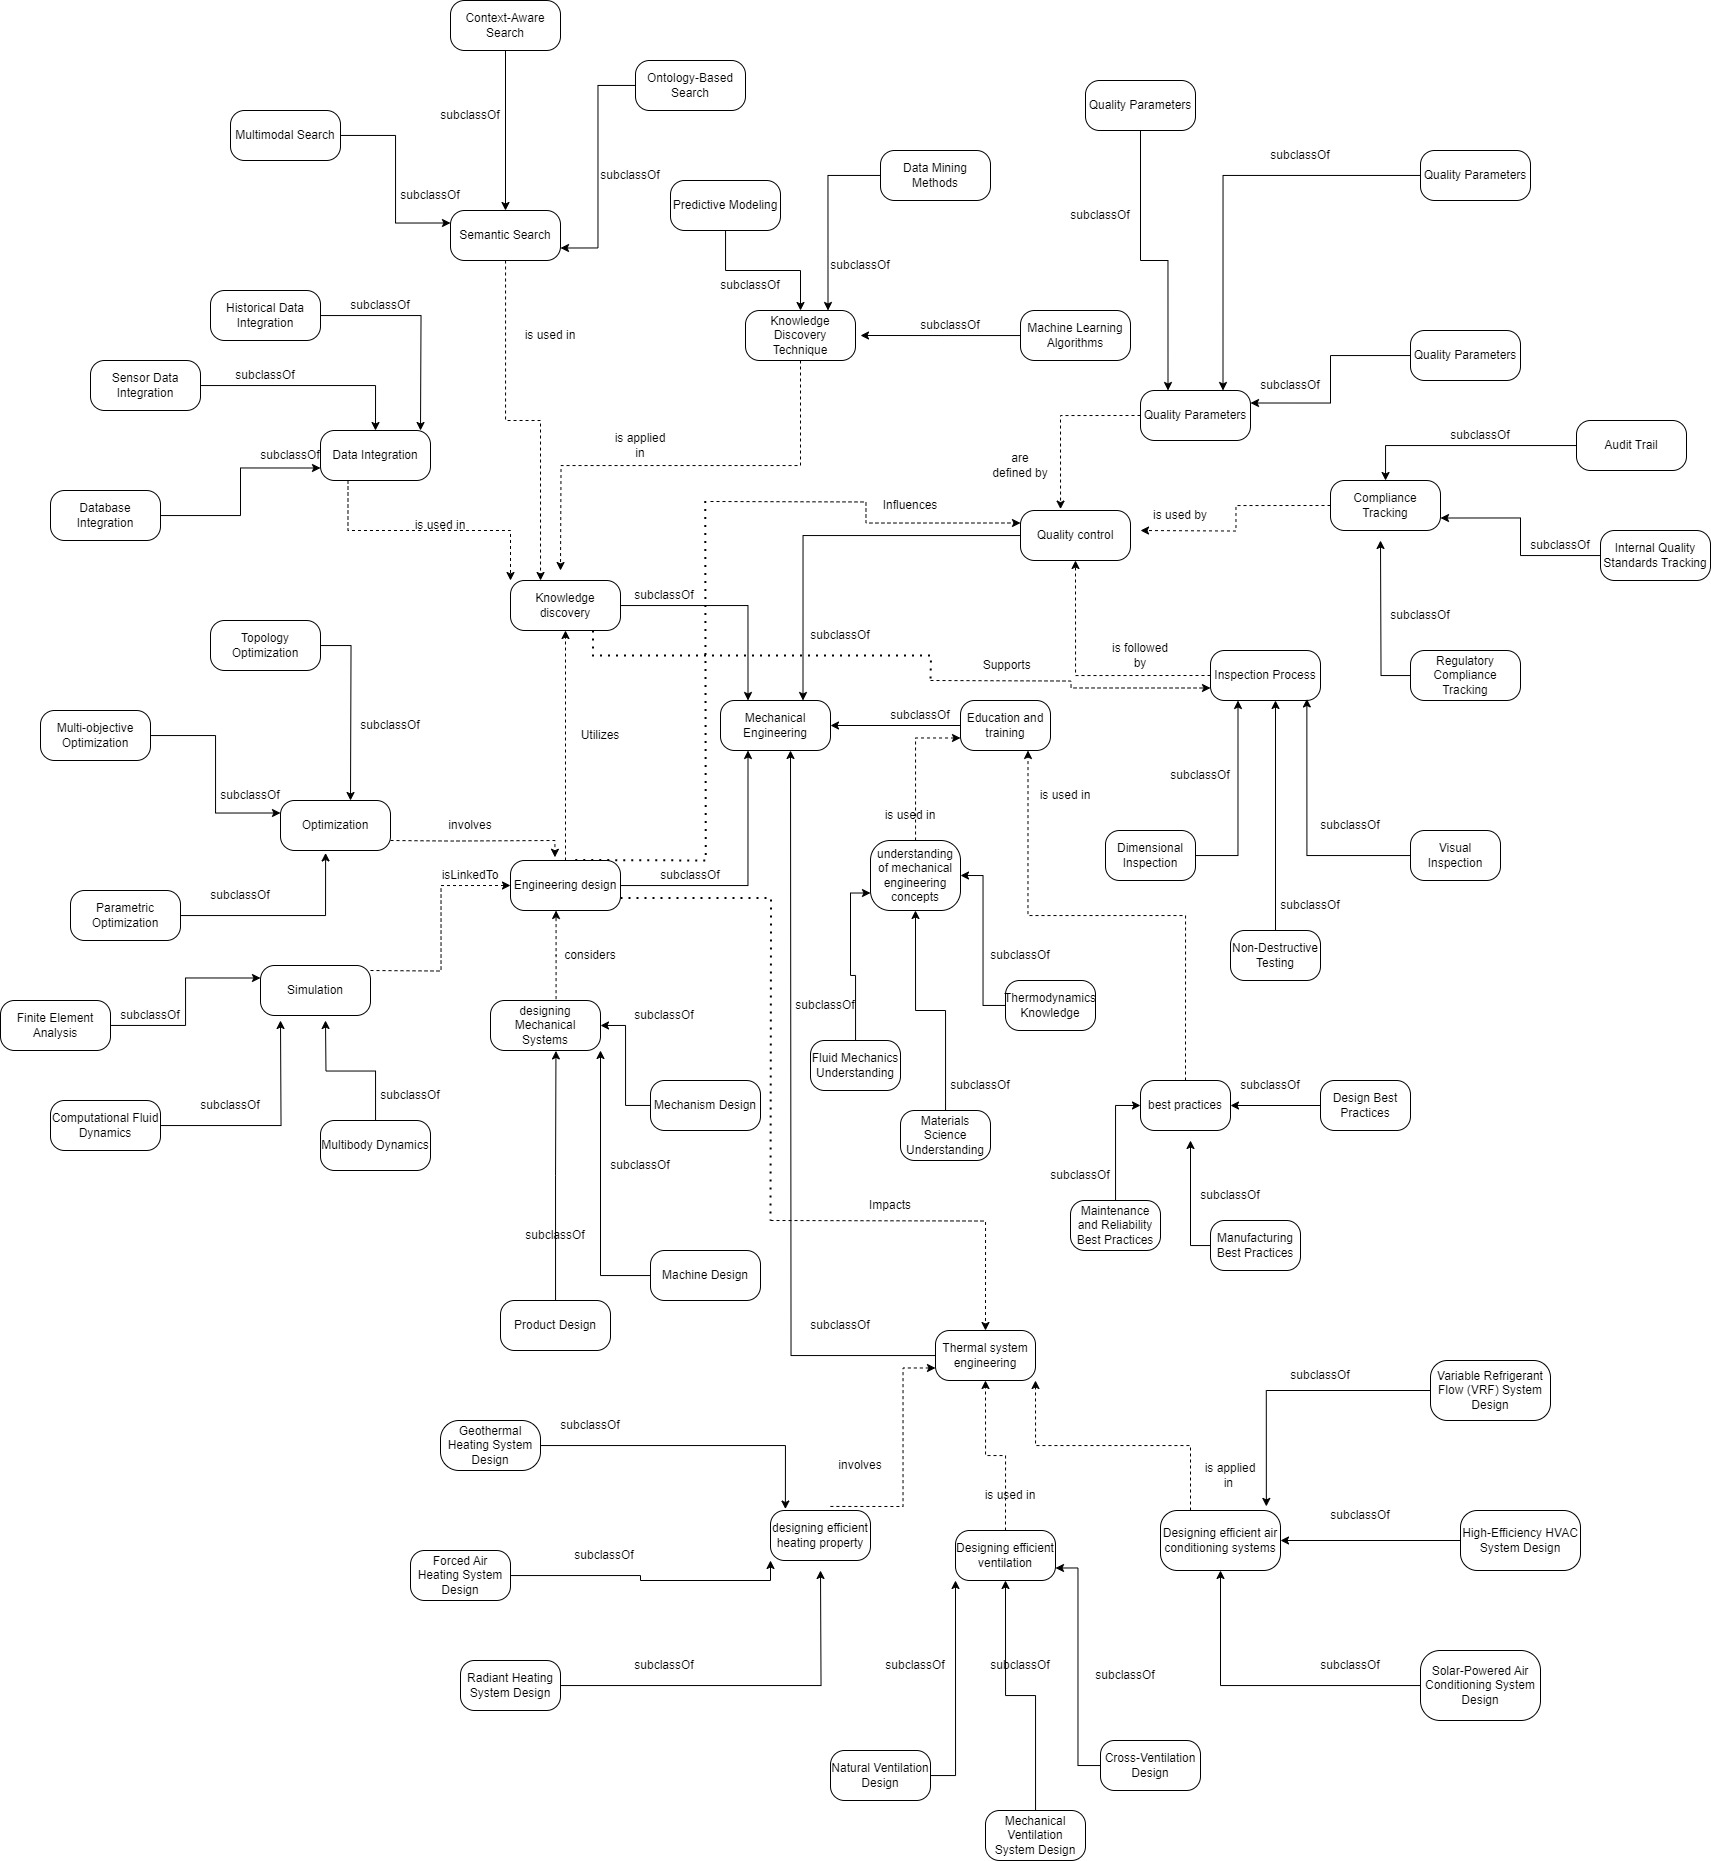 Context-Aware
Search
Ontology-Based
Search
subclassOf
Multimodal Search
subclassOf
subclassOf
Semantic Search
Quality Parameters
subclassOf
Quality Parameters
Data Mining
Methods
Predictive Modeling
subclassOf
subclassOf
subclassOf
Historical Data
Integration
subclassOf
is used in
Knowledge
Discovery
Technique
subclassOf
Machine Learning
Algorithms
Quality Parameters
Sensor Data
Integration
subclassOf
subclassOf
Quality Parameters
is applied
in
subclassOf
Data Integration
subclassOf
Audit Trail
are
defined by
Database
Integration
is used in
Influences
Compliance
Tracking
is used by
Quality control
subclassOf
Internal Quality
Standards Tracking
Knowledge
discovery
subclassOf
subclassOf
Topology
Optimization
subclassOf
is followed
by
Supports
Inspection Process
Regulatory
Compliance
Tracking
Multi-objective
Optimization
subclassOf
Utilizes
Mechanical
Engineering
subclassOf
Education and
training
subclassOf
subclassOf
is used in
Optimization
involves
is used in
subclassOf
Dimensional
Inspection
Visual
Inspection
understanding
of mechanical
engineering
concepts
isLinkedTo
Engineering design
subclassOf
Parametric
Optimization
subclassOf
subclassOf
Non-Destructive
Testing
considers
subclassOf
Simulation
Finite Element
Analysis
subclassOf
designing
Mechanical
Systems
subclassOf
subclassOf
Thermodynamics
Knowledge
Fluid Mechanics
Understanding
Computational Fluid
Dynamics
subclassOf
subclassOf
Multibody Dynamics
Mechanism Design
subclassOf
Materials
Science
Understanding
best practices
subclassOf
Design Best
Practices
subclassOf
subclassOf
subclassOf
Maintenance
and Reliability
Best Practices
Manufacturing
Best Practices
Impacts
subclassOf
Machine Design
Product Design
subclassOf
Thermal system
engineering
subclassOf
Variable Refrigerant
Flow (VRF) System
Design
Geothermal
Heating System
Design
subclassOf
involves
is used in
is applied
in
designing efficient
heating property
Designing efficient
ventilation
Designing efficient air
conditioning systems
subclassOf
High-Efficiency HVAC
System Design
Forced Air
Heating System
Design
subclassOf
Radiant Heating
System Design
subclassOf
subclassOf
subclassOf
subclassOf
subclassOf
Solar-Powered Air
Conditioning System
Design
Natural Ventilation
Design
Cross-Ventilation
Design
Mechanical
Ventilation
System Design